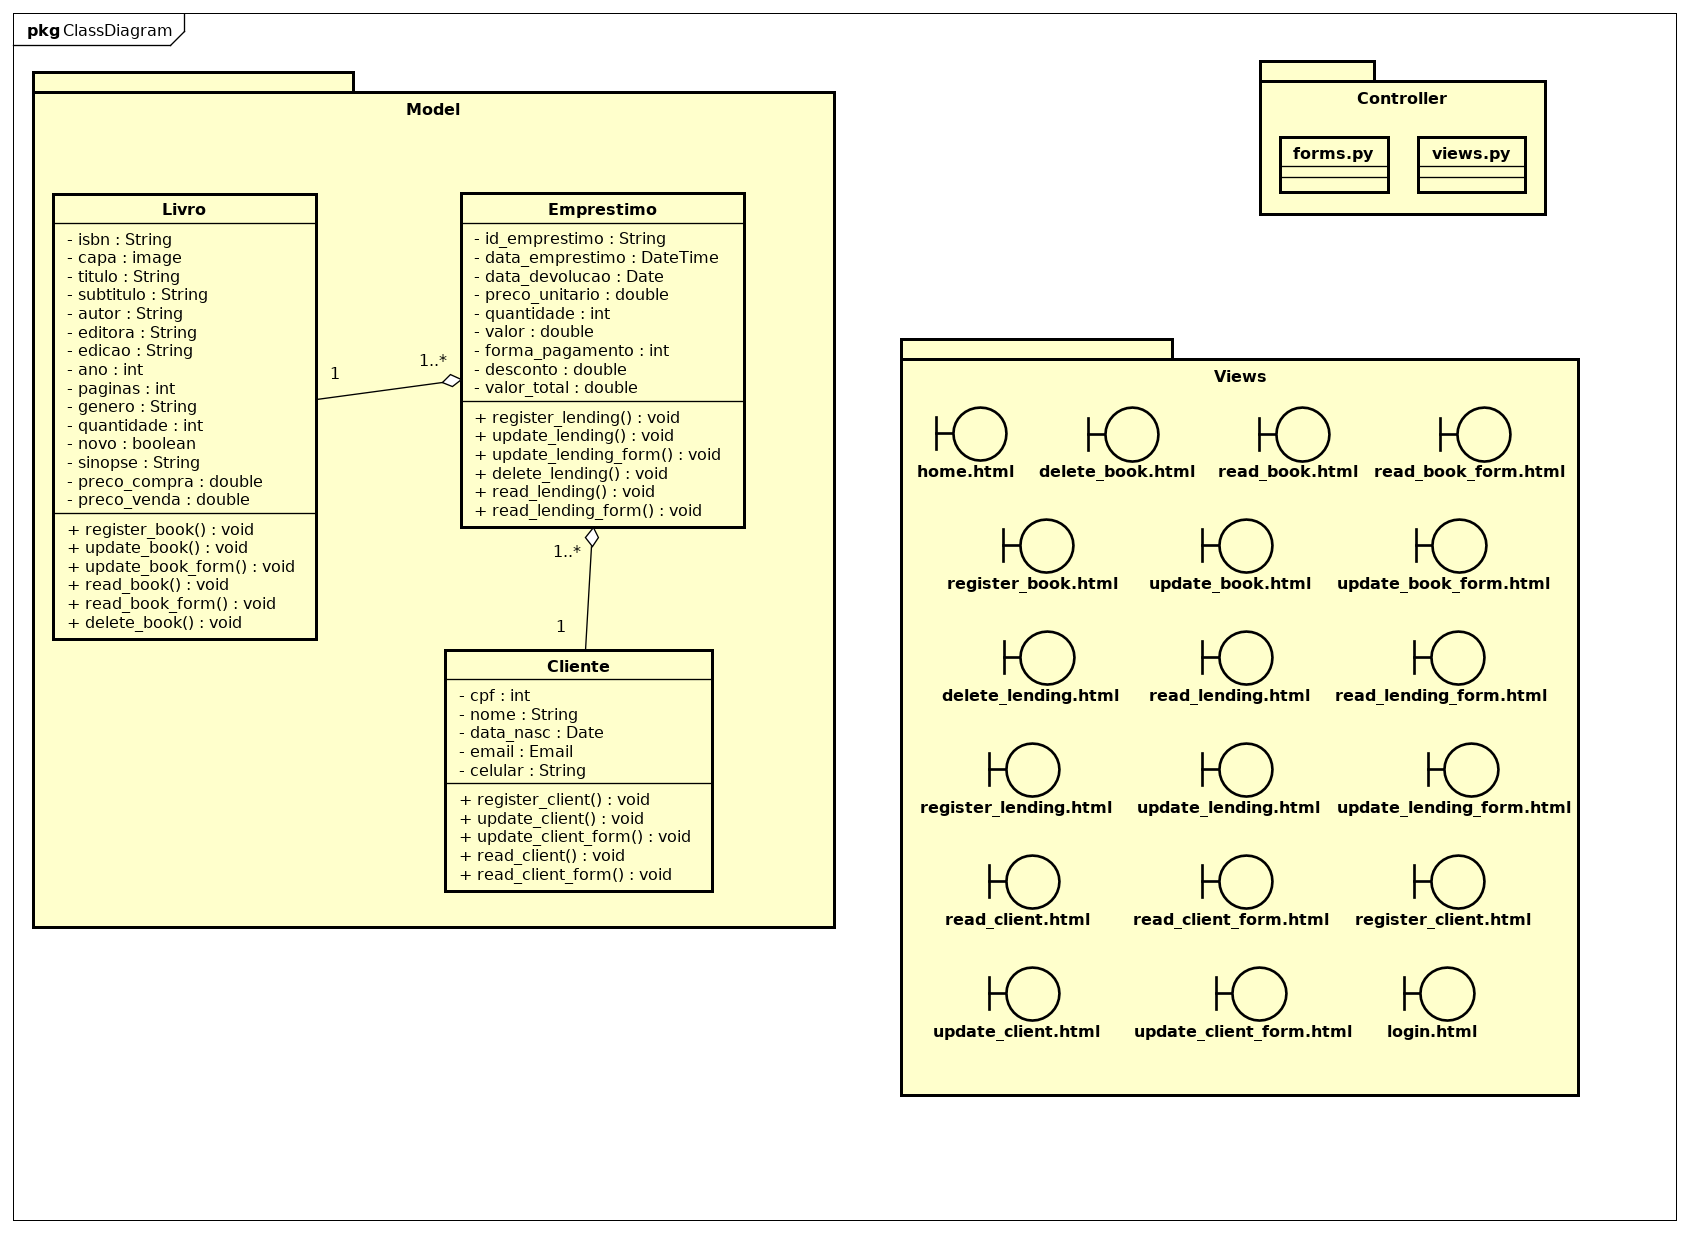 pkg ClassDiagram
Model
Livro
- isbn : String
- capa : image
- titulo : String
- subtitulo : String
- autor : String
- editora : String
- edicao : String
- ano : int
- paginas : int
- genero : String
- quantidade : int
- novo : boolean
- sinopse : String
- preco_compra : double
- preco_venda : double
+ register_book() : void
+ update_book() : void
+ update_book_form() : void
+ read_book() : void
+ read_book_form() : void
+ delete_book() : void
1
1..*
Emprestimo
- id_emprestimo : String
- data_emprestimo : DateTime
- data_devolucao : Date
- preco_unitario : double
- quantidade : int
- valor : double
- forma_pagamento : int
- desconto : double
- valor_total : double
+ register_lending() : void
+ update_lending() : void
+ update_lending_form() : void
+ delete_lending() : void
+ read_lending() : void
+ read_lending_form() : void
1..*
1
Cliente
- cpf : int
- nome : String
- data_nasc : Date
- email : Email
- celular : String
+ register_client() : void
+ update_client() : void
+ update_client_form() : void
+ read_client() : void
+ read_client_form() : void
Controller
forms.py
views.py
Views
home.html delete_book.html read_book.html read_book_form.html
register_book.html update_book.html update_book_form.html
delete_lending.html read_lending.html read_lending_form.html
register_lending.html update_lending.html update_lending_form.html
read_client.html read_client_form.html register_client.html
update_client.html update_client_form.html login.html